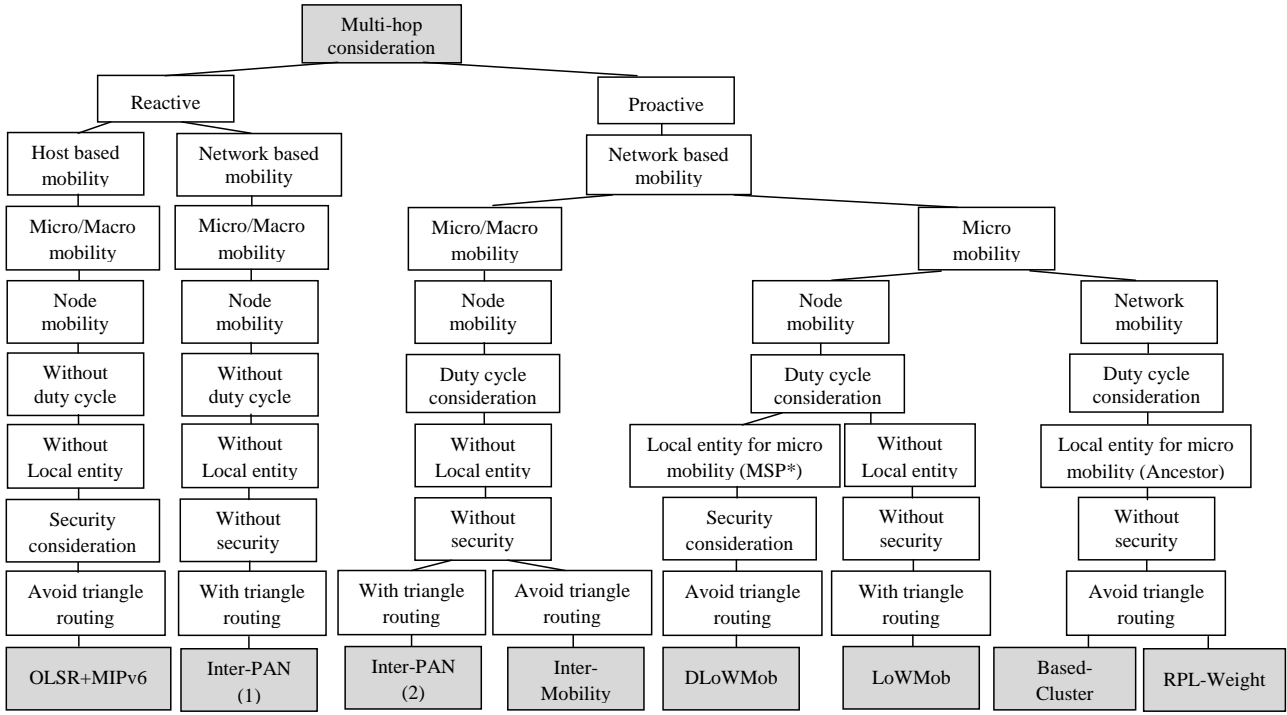 Multi-hop
consideration
Reactive
Proactive
Host based
mobility
Network based
mobility
Network based
mobility
Micro/Macro
mobility
Micro/Macro
mobility
Micro/Macro
mobility
Micro
mobility
Node
mobility
Node
mobility
Node
mobility
Node
mobility
Network
mobility
Without
duty cycle
Without
duty cycle
Duty cycle
consideration
Duty cycle
consideration
Duty cycle
consideration
Without
Local entity
Without
Local entity
Without
Local entity
Local entity for micro
mobility (MSP*)
Without
Local entity
Local entity for micro
mobility (Ancestor)
Security
consideration
Without
security
Without
security
Security
consideration
Without
security
Without
security
Avoid triangle
routing
With triangle
routing
With triangle
routing
Avoid triangle
routing
Avoid triangle
routing
With triangle
routing
Avoid triangle
routing
OLSR+MIPv6
Inter-PAN
(1)
Inter-PAN
(2)
Inter-
Mobility
DLoWMob
LoWMob
Based-
Cluster
RPL-Weight